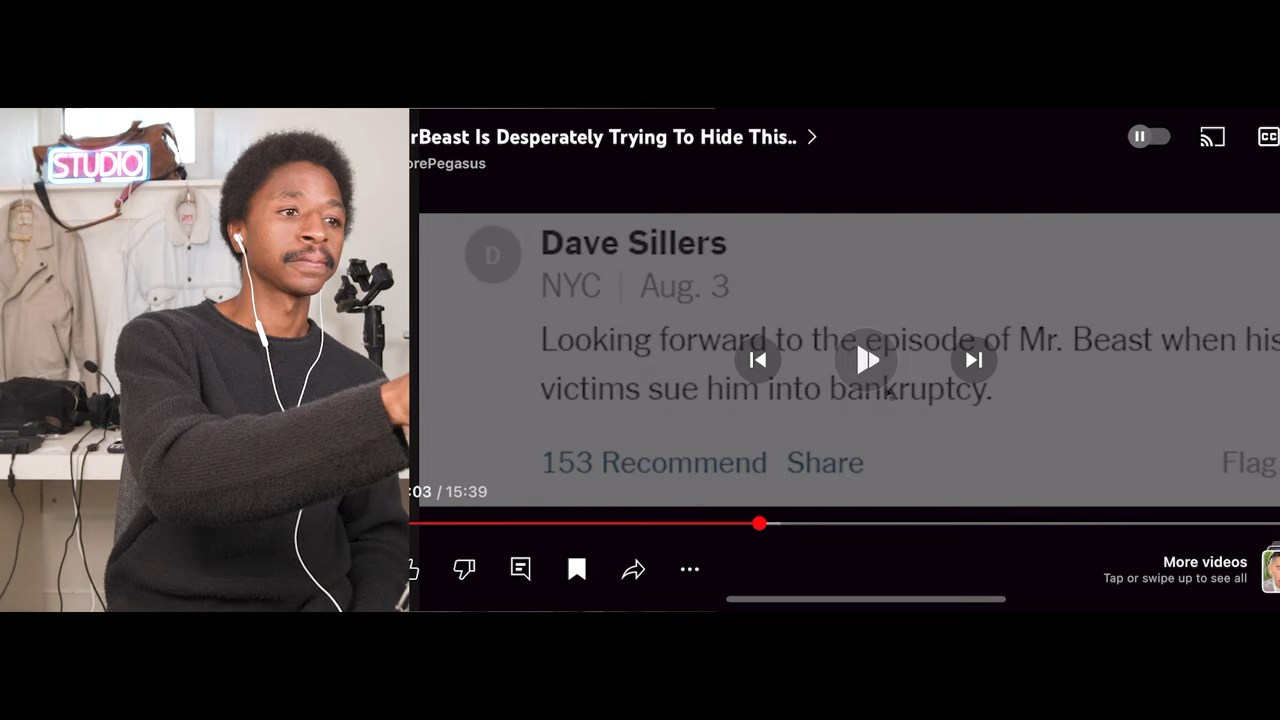 STUDIO
rBeast Is Desperately Trying To Hide This..
orePegasus
CC
D
Dave Sillers
NYC | Aug. 3
Looking forward to the episode of Mr. Beast when his
victims sue him into bankruptcy.
153 Recommend Share Flag
:03 / 15:39
More videos
Tap or swipe up to see all